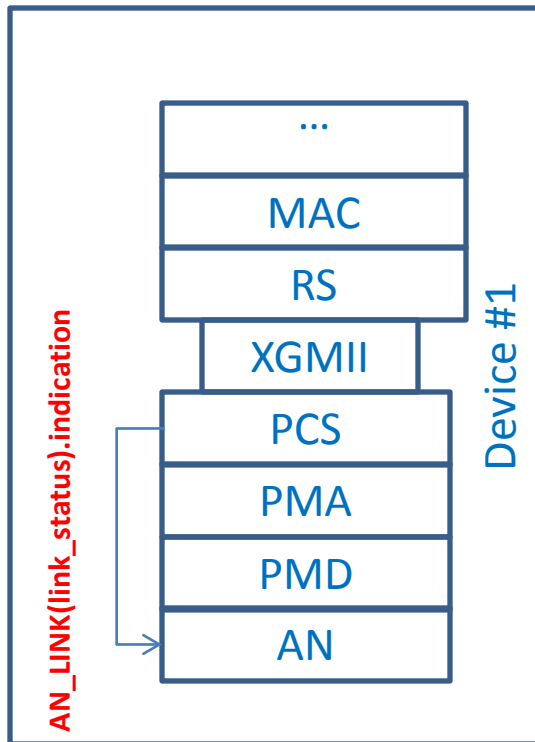 ...
MAC
RS
XGMII
PCS
PMA
PMD
AN
AN_LINK(link_status).indication
Device #1